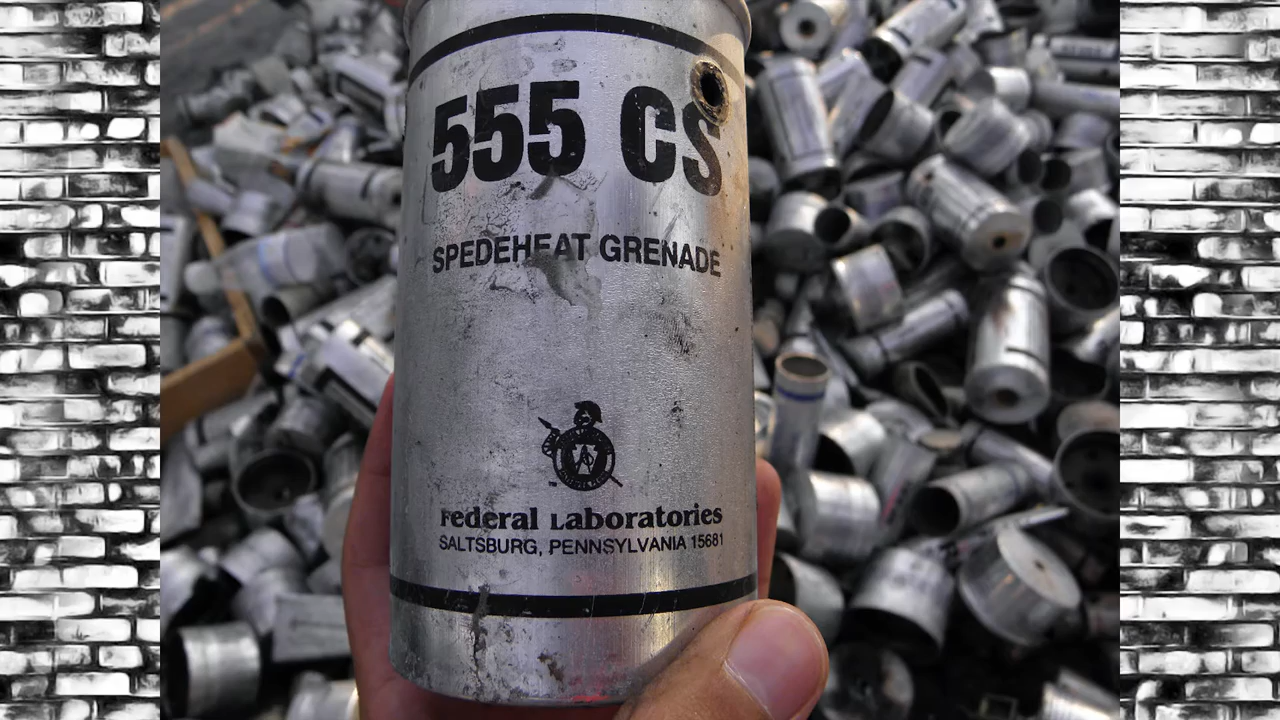 555 CS
SPEDEHEAT GRENADE
Federal Laboratories
SALTSBURG, PENNSYLVANIA 15681